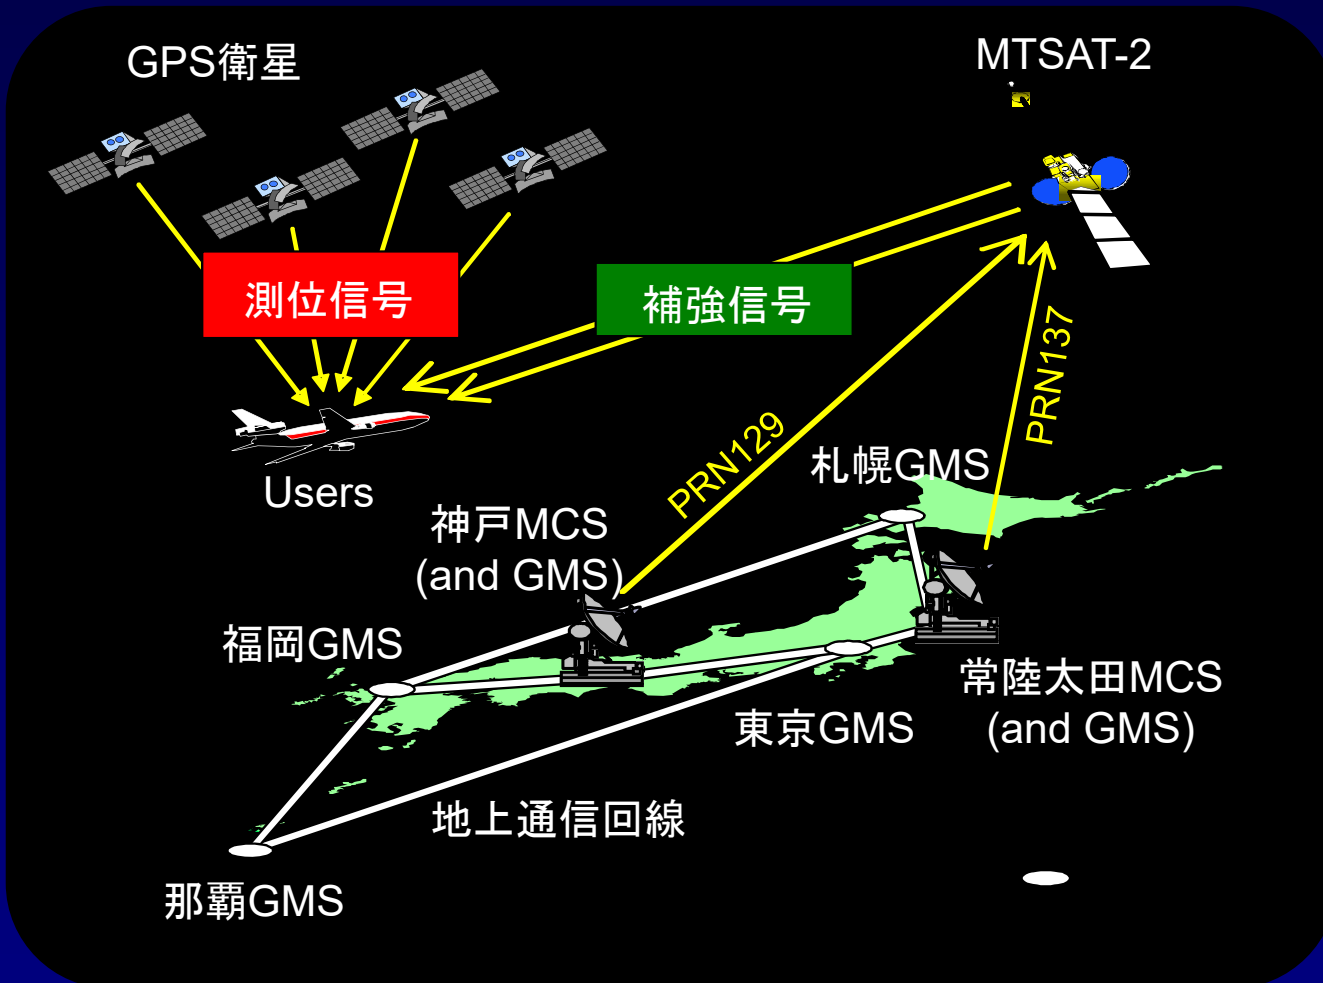 GPS衛星
MTSAT-2
測位信号
補強信号
PRN137
PRN129
Users
札幌GMS
神戸MCS
(and GMS)
福岡GMS
常陸太田MCS
(and GMS)
東京GMS
地上通信回線
那覇GMS